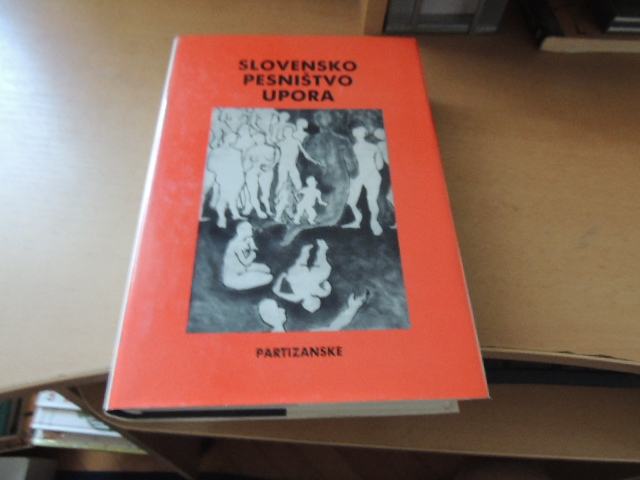 SLOVENSKO
PESNIŠTVO
UPORA
PARTIZANSKE